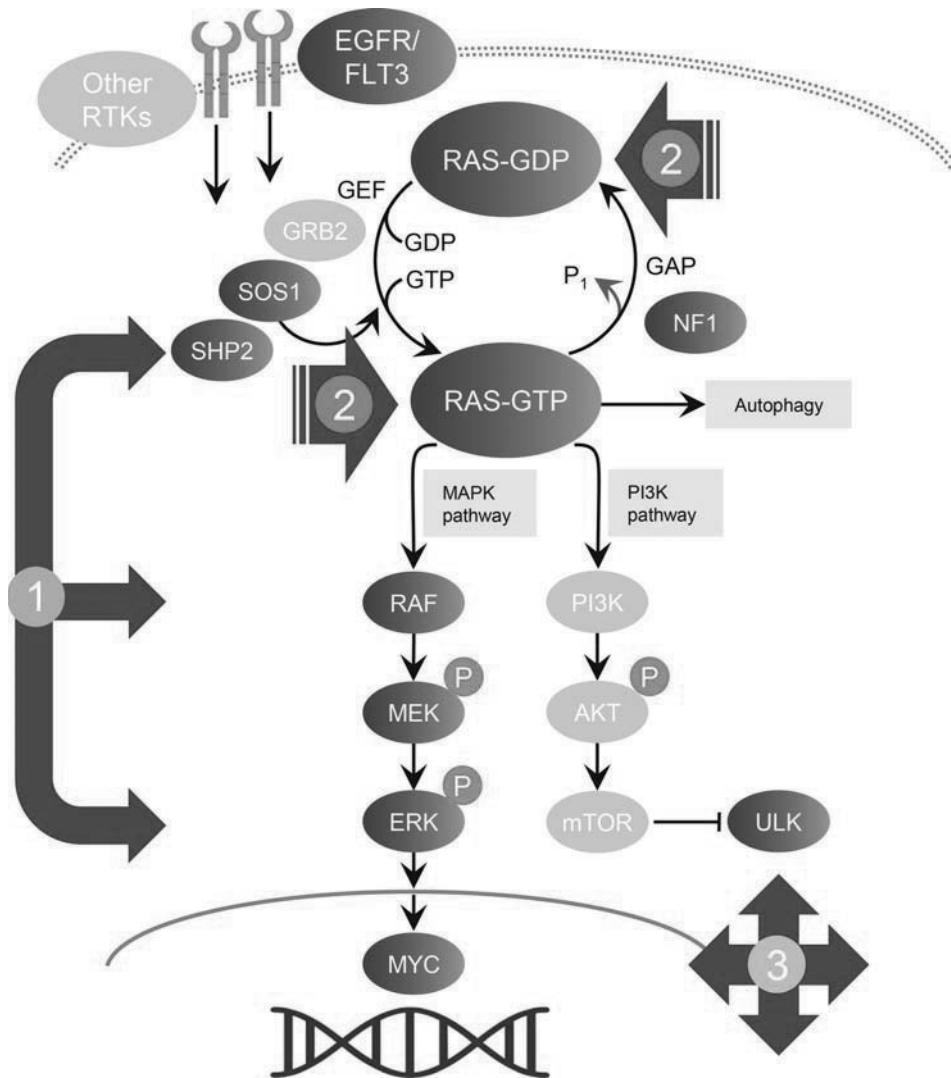 EGFR/
FLT3
Other
RTKs
RAS-GDP
2
GEF
GRB2
GDP
GTP
SOS1
SHP2
P1
GAP
NF1
2
RAS-GTP
Autophagy
MAPK
pathway
PI3K
pathway
1
RAF
PI3K
P
MEK
P
AKT
P
ERK
mTOR
ULK
MYC
3